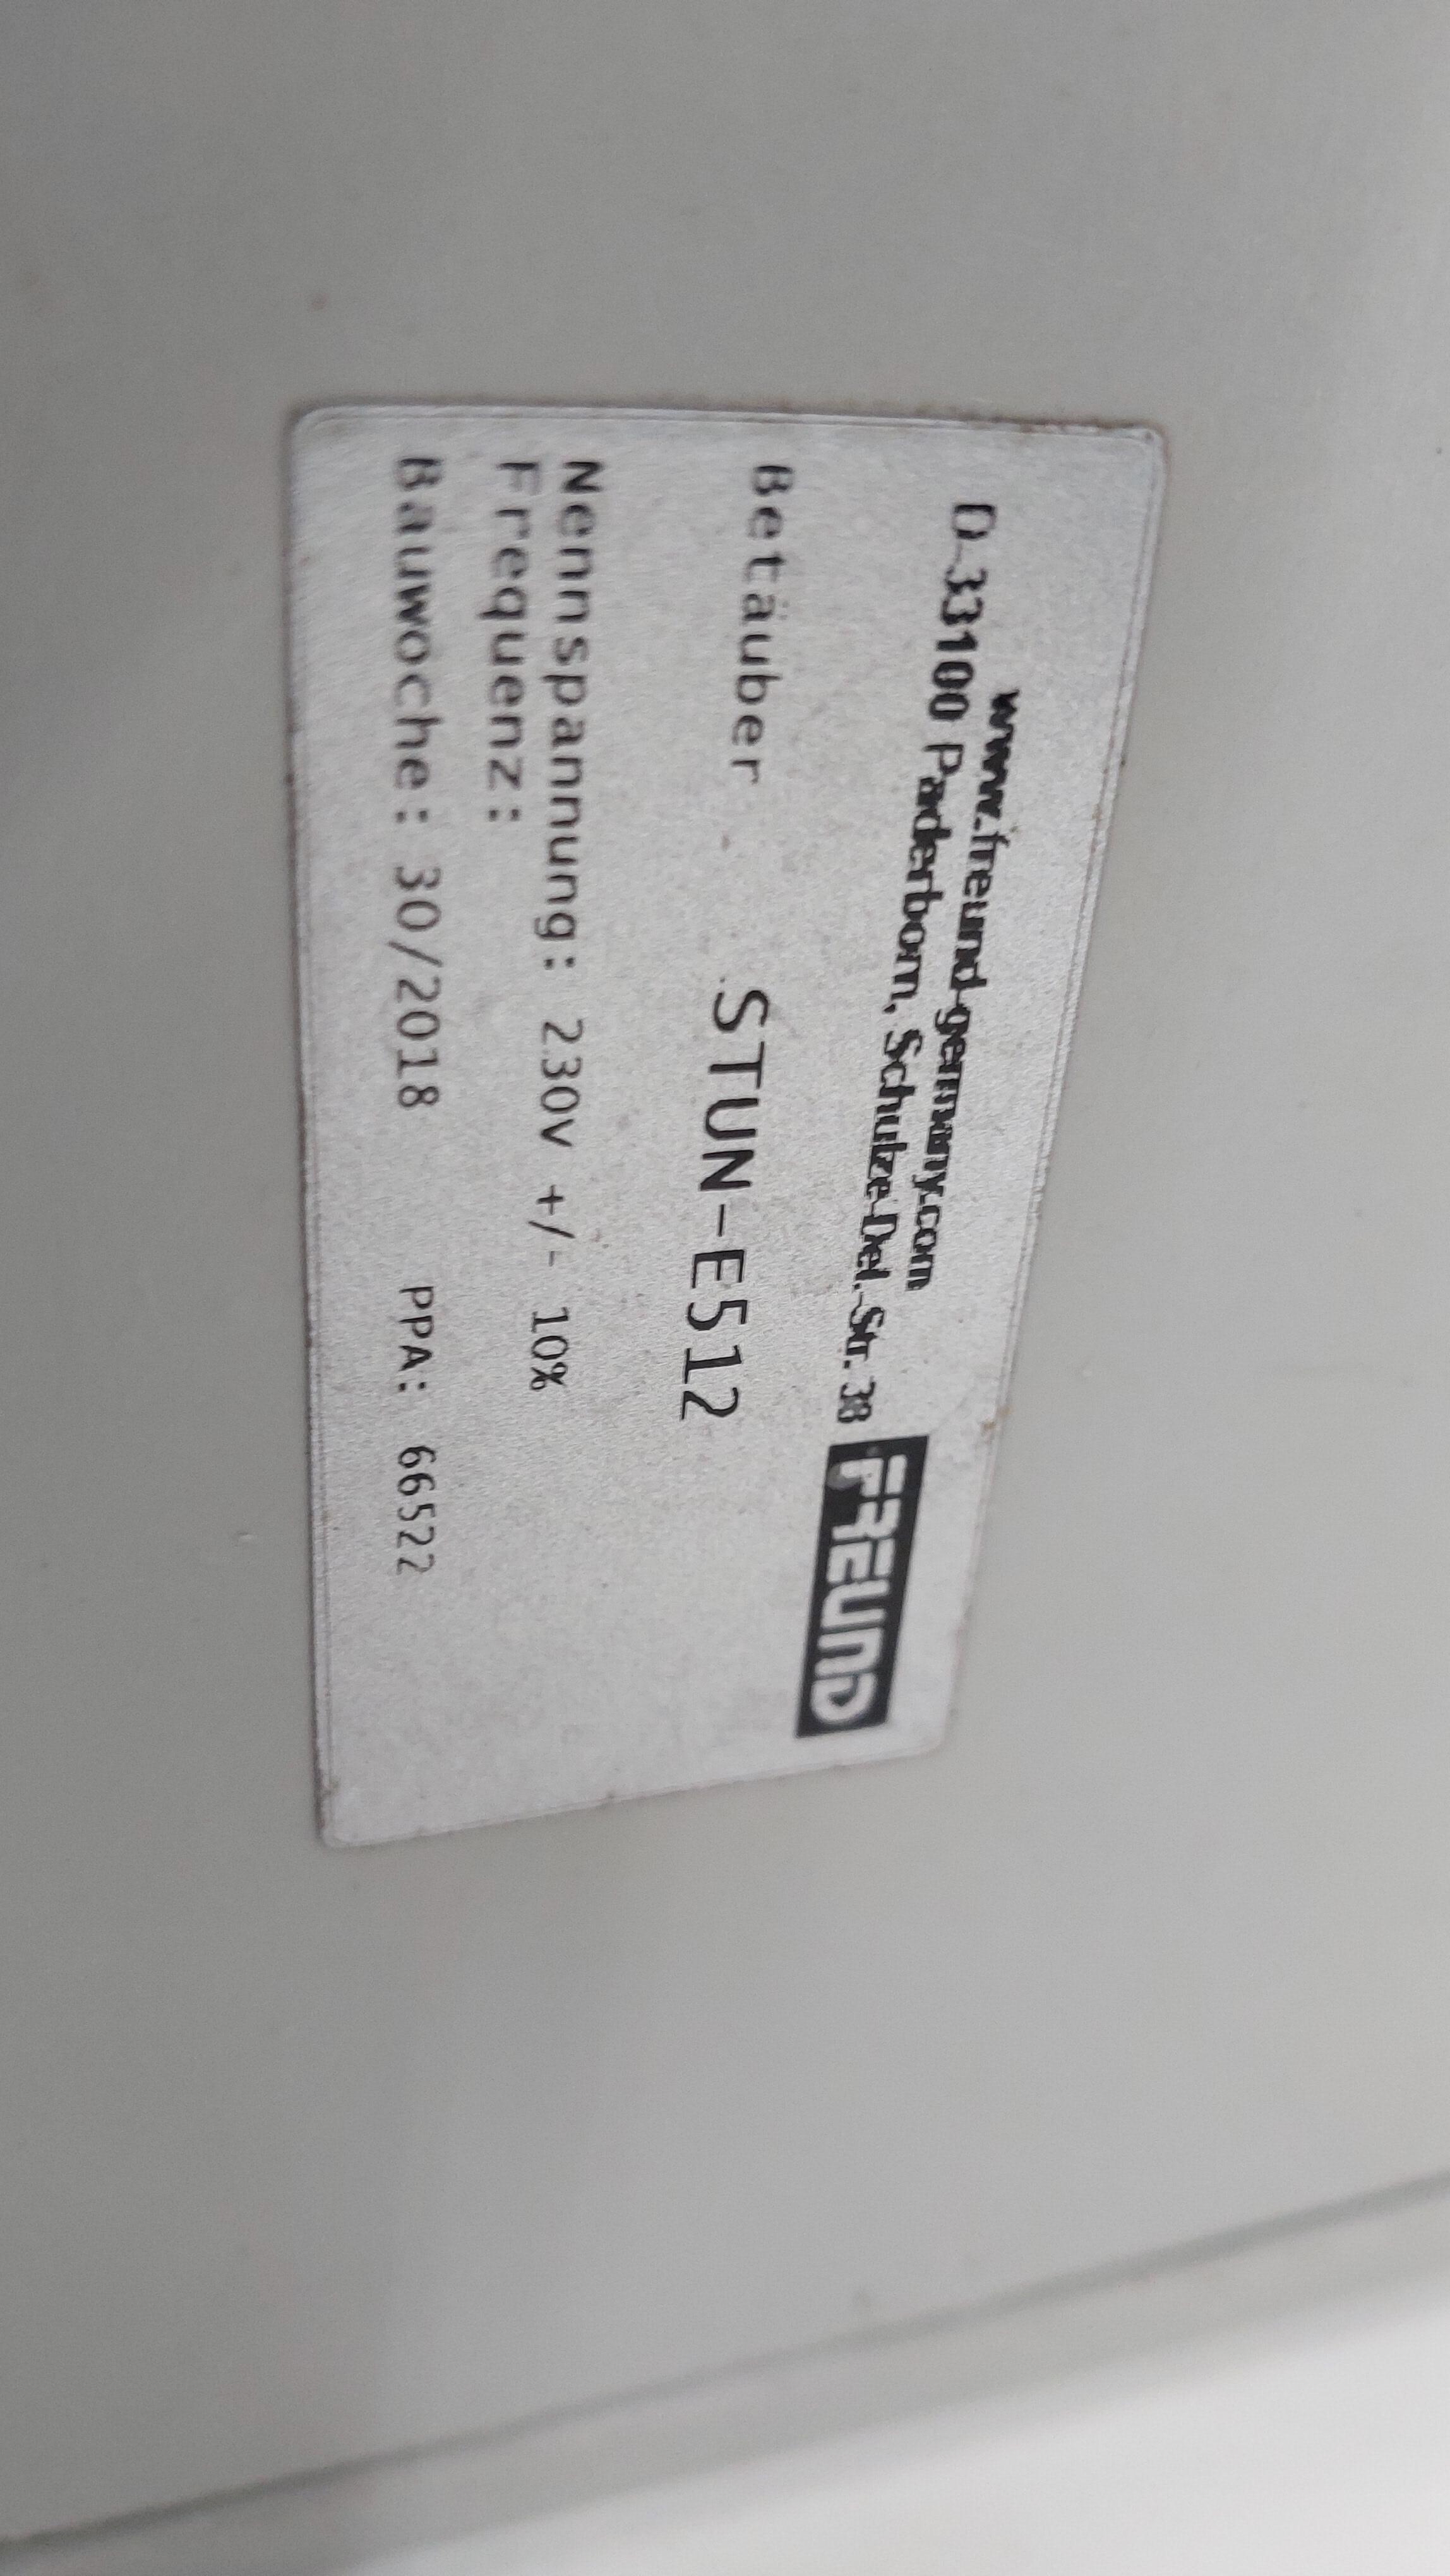 www.freund-germany.com
D-33100 Paderborn, Schulze-Del.-Str. 38
FREUND
Betäuber STUN-E512
Nennspannung: 230V +/- 10%
Frequenz:
Bauwoche: 30/2018 PPA: 66522